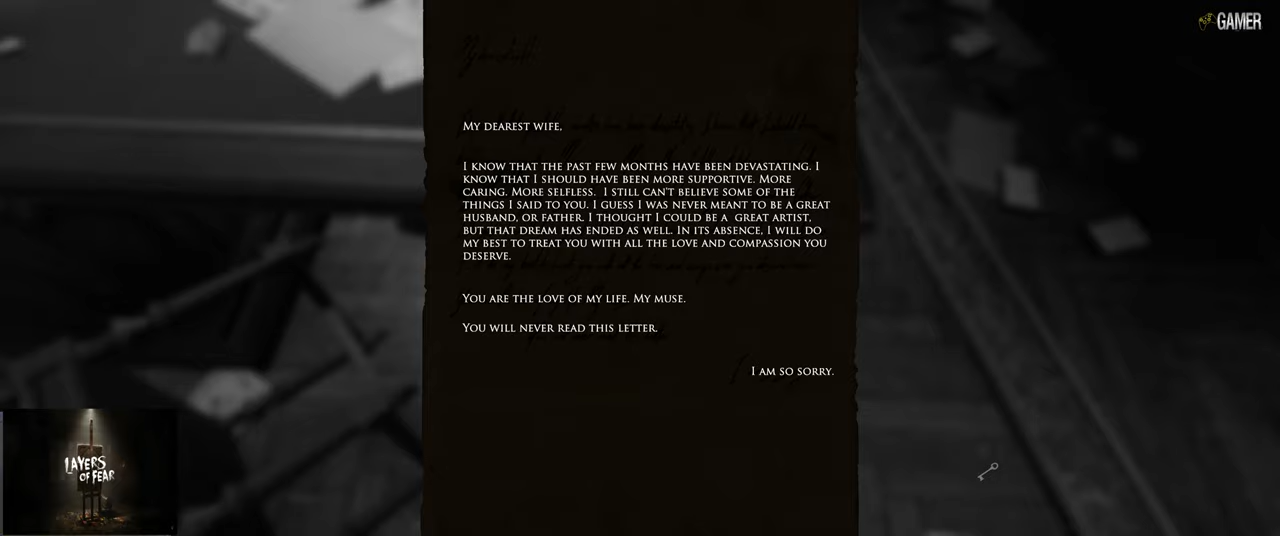 GAMER
MY DEAREST WIFE,
I KNOW THAT THE PAST FEW MONTHS HAVE BEEN DEVASTATING. I
KNOW THAT I SHOULD HAVE BEEN MORE SUPPORTIVE. MORE
CARING. MORE SELFLESS. I STILL CAN'T BELIEVE SOME OF THE
THINGS I SAID TO YOU. I GUESS I WAS NEVER MEANT TO BE A GREAT
HUSBAND, OR FATHER. I THOUGHT I COULD BE A GREAT ARTIST,
BUT THAT DREAM HAS ENDED AS WELL. IN ITS ABSENCE, I WILL DO
MY BEST TO TREAT YOU WITH ALL THE LOVE AND COMPASSION YOU
DESERVE.
YOU ARE THE LOVE OF MY LIFE. MY MUSE.
YOU WILL NEVER READ THIS LETTER.
I AM SO SORRY.
LAYERS
OF FEAR